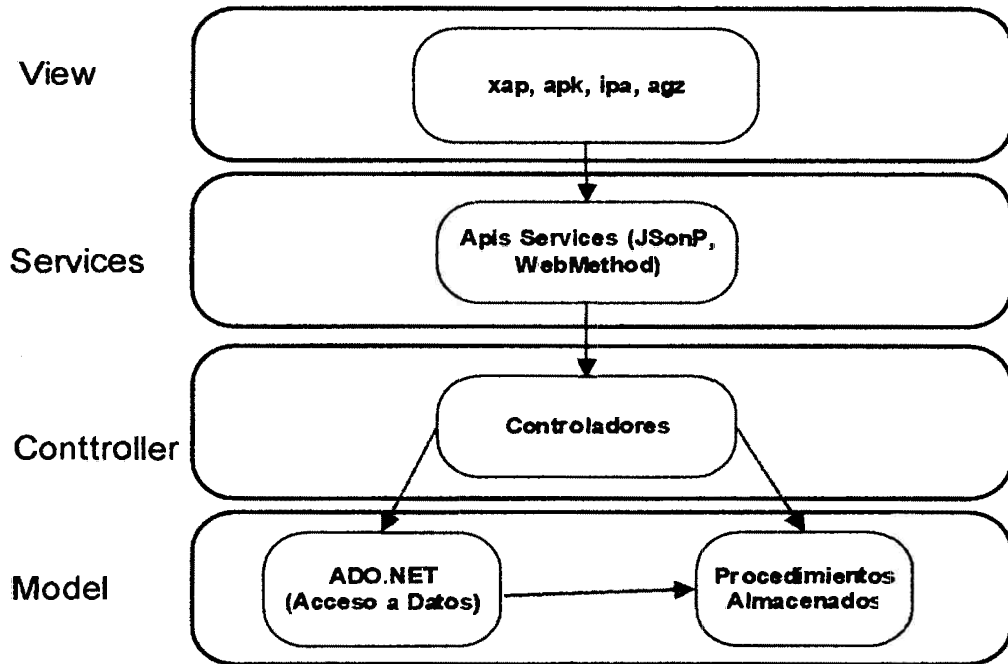 View
xap, apk, ipa, agz
Services
Apis Services (JSonP,
WebMethod)
Conttroller
Controladores
Model
ADO.NET
(Acceso a Datos)
Procedimientos
Almacenados